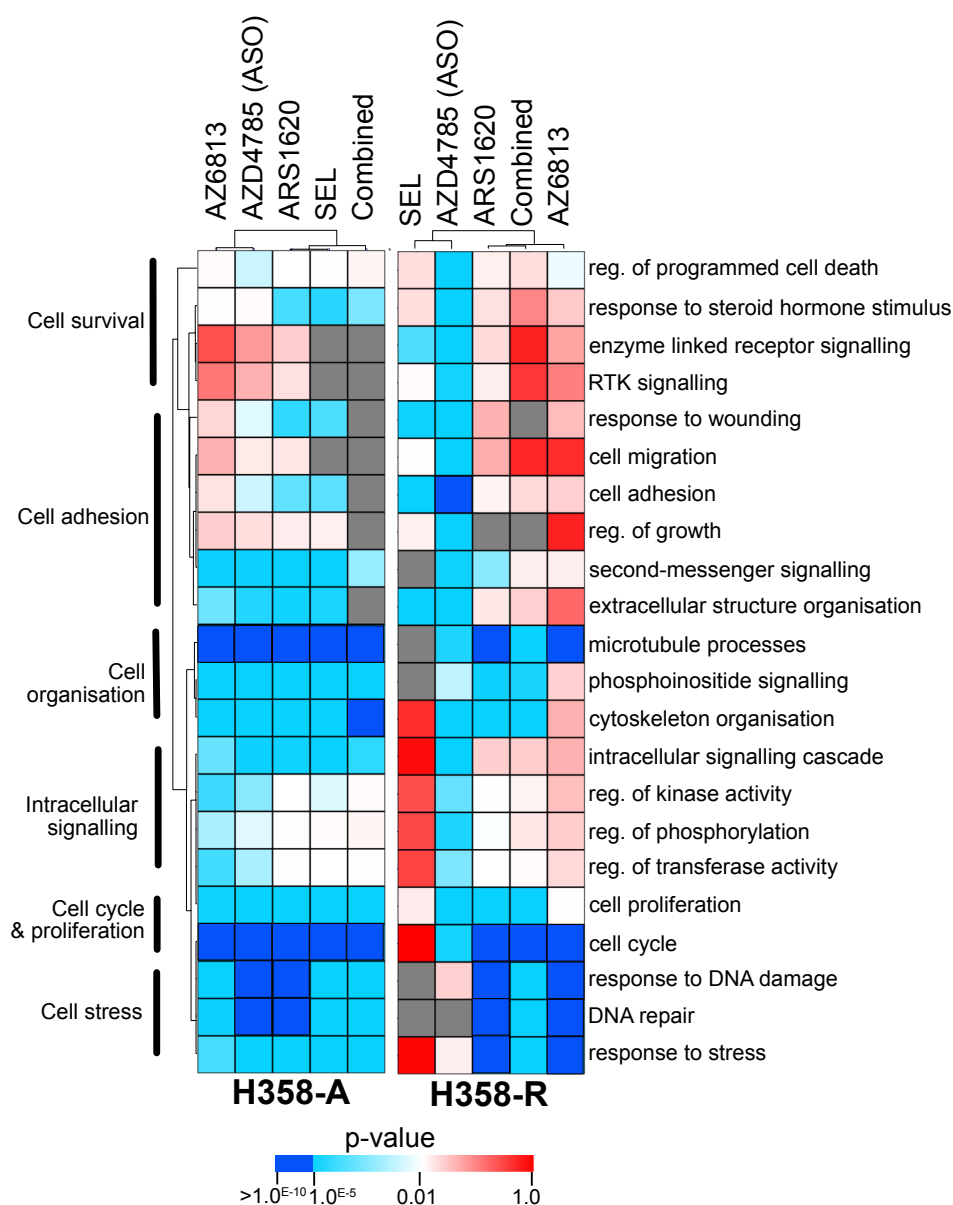 AZ6813
AZD4785 (ASO)
ARS1620
SEL
Combined
SEL
AZD4785 (ASO)
ARS1620
Combined
AZ6813
Cell survival
Cell adhesion
Cell
organisation
Intracellular
signalling
Cell cycle
& proliferation
Cell stress
reg. of programmed cell death
response to steroid hormone stimulus
enzyme linked receptor signalling
RTK signalling
response to wounding
cell migration
cell adhesion
reg. of growth
second-messenger signalling
extracellular structure organisation
microtubule processes
phosphoinositide signalling
cytoskeleton organisation
intracellular signalling cascade
reg. of kinase activity
reg. of phosphorylation
reg. of transferase activity
cell proliferation
cell cycle
response to DNA damage
DNA repair
response to stress
H358-A H358-R
p-value
>1.0E-10 1.0E-5 0.01 1.0